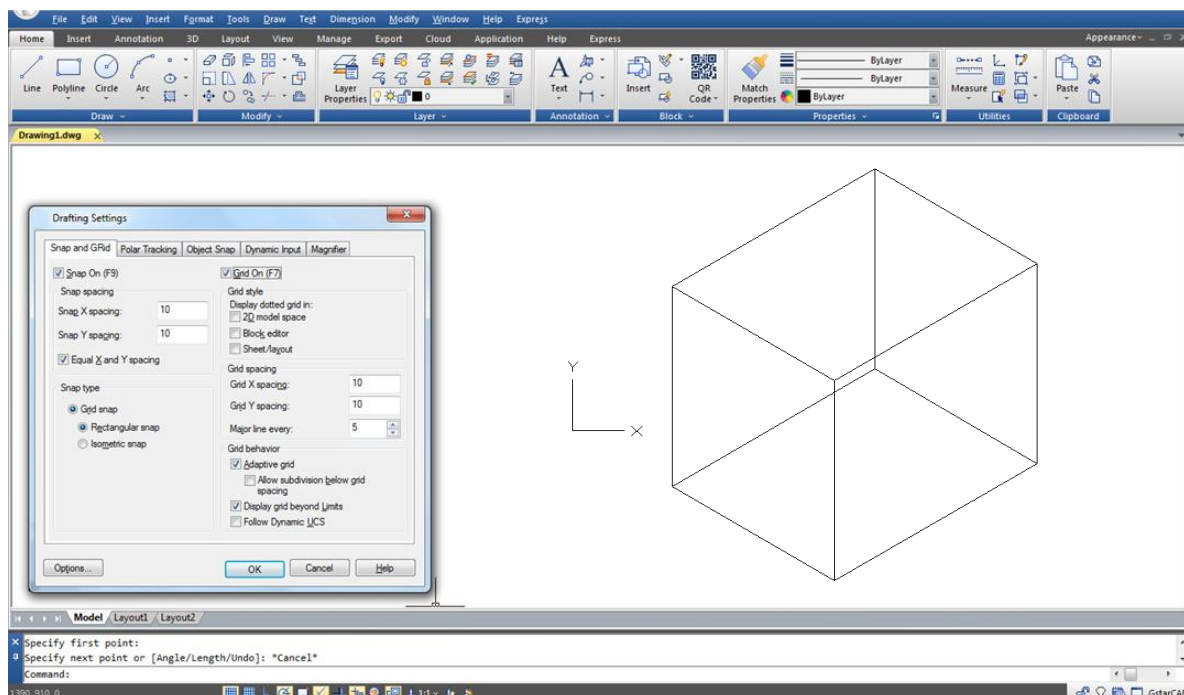 File Edit View Insert Format Tools Draw Text Dimension Modify Window Help Express
Home Insert Annotation 3D Layout View Manage Export Cloud Application Help Express Appearance
Line Polyline Circle Arc Layer Properties 0 Text Insert QR Code Match Properties ByLayer ByLayer ByLayer Measure Paste
Draw Modify Layer Annotation Block Properties Utilities Clipboard
Drawing1.dwg
Drafting Settings
Snap and GRid Polar Tracking Object Snap Dynamic Input Magnifier
Snap On (F9)
Snap spacing
Snap X spacing: 10
Snap Y spacing: 10
Equal X and Y spacing
Snap type
Grid snap
Rectangular snap
Isometric snap
Grid On (F7)
Grid style
Display dotted grid in:
2D model space
Block editor
Sheet/layout
Grid spacing
Grid X spacing: 10
Grid Y spacing: 10
Major line every: 5
Grid behavior
Adaptive grid
Allow subdivision below grid
spacing
Display grid beyond Limits
Follow Dynamic UCS
Options... OK Cancel Help
Y
X
Model Layout1 Layout2
Specify first point:
Specify next point or [Angle/Length/Undo]: *Cancel*
Command:
1:1